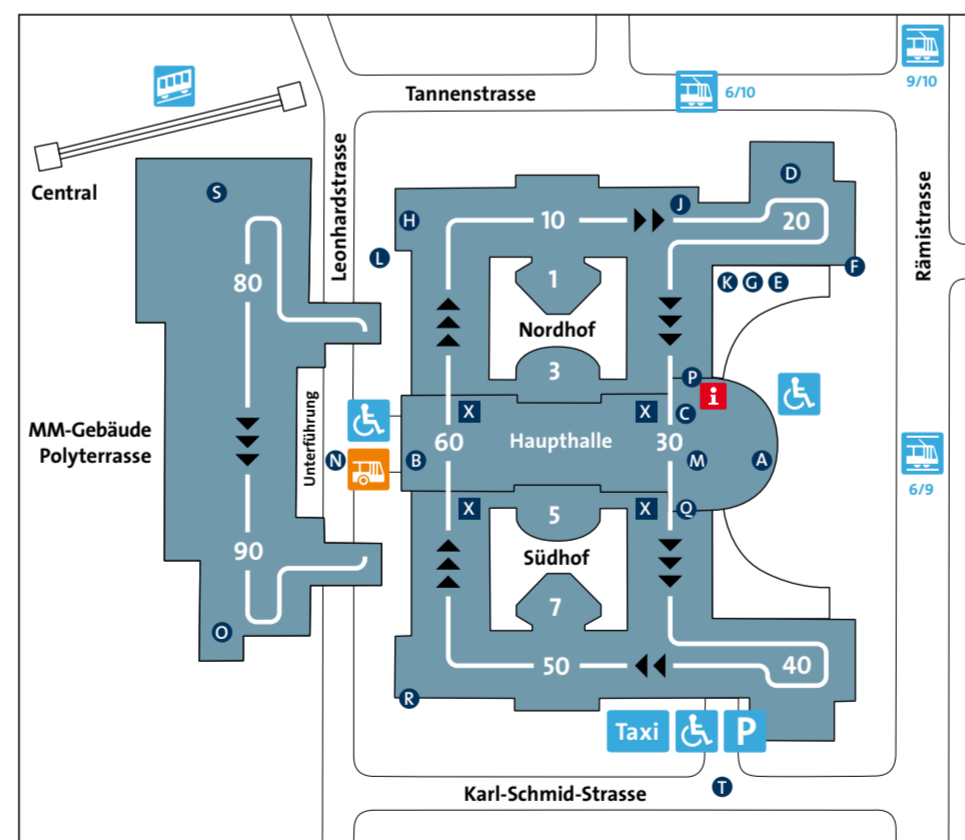 9/10
Tannenstrasse
6/10
Central
S
D
H
J
10
20
Leonhardstrasse
Rämistrasse
L
F
80
1
K G E
Nordhof
3
P
i
X
X
C
MM-Gebäude
Polyterrasse
Unterführung
60
Haupthalle
30
N
B
M
A
6/9
X
5
X
Q
Südhof
90
7
O
50
40
R
Taxi
P
T
Karl-Schmid-Strasse